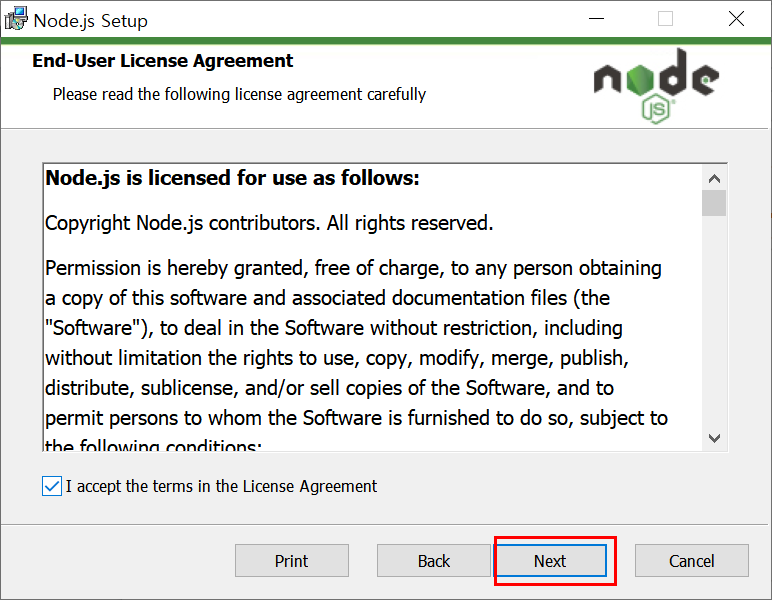 Node.js Setup
End-User License Agreement
Please read the following license agreement carefully
node
JS
Node.js is licensed for use as follows:
Copyright Node.js contributors. All rights reserved.
Permission is hereby granted, free of charge, to any person obtaining
a copy of this software and associated documentation files (the
"Software"), to deal in the Software without restriction, including
without limitation the rights to use, copy, modify, merge, publish,
distribute, sublicense, and/or sell copies of the Software, and to
permit persons to whom the Software is furnished to do so, subject to
the following conditions:
I accept the terms in the License Agreement
Print Back Next Cancel